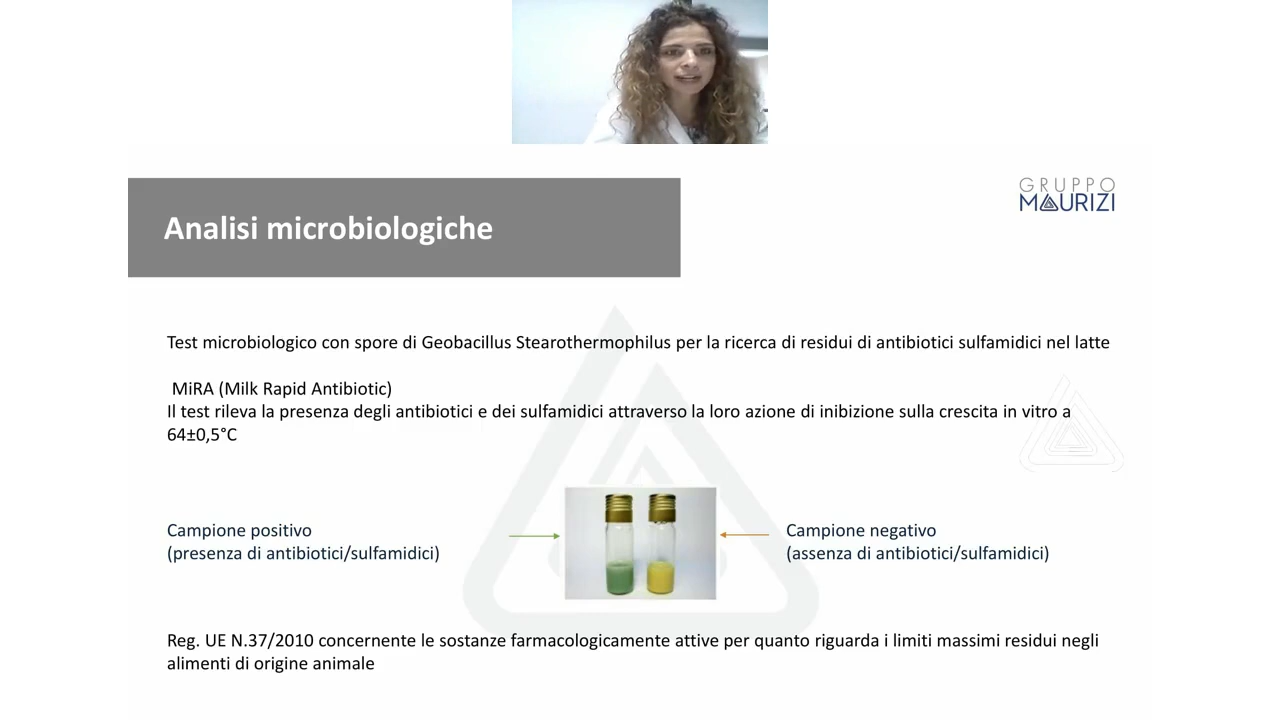 GRUPPO
MAURIZI
Analisi microbiologiche
Test microbiologico con spore di Geobacillus Stearothermophilus per la ricerca di residui di antibiotici sulfamidici nel latte
MiRA (Milk Rapid Antibiotic)
Il test rileva la presenza degli antibiotici e dei sulfamidici attraverso la loro azione di inibizione sulla crescita in vitro a
64±0,5°C
Campione positivo
(presenza di antibiotici/sulfamidici)
Campione negativo
(assenza di antibiotici/sulfamidici)
Reg. UE N.37/2010 concernente le sostanze farmacologicamente attive per quanto riguarda i limiti massimi residui negli
alimenti di origine animale